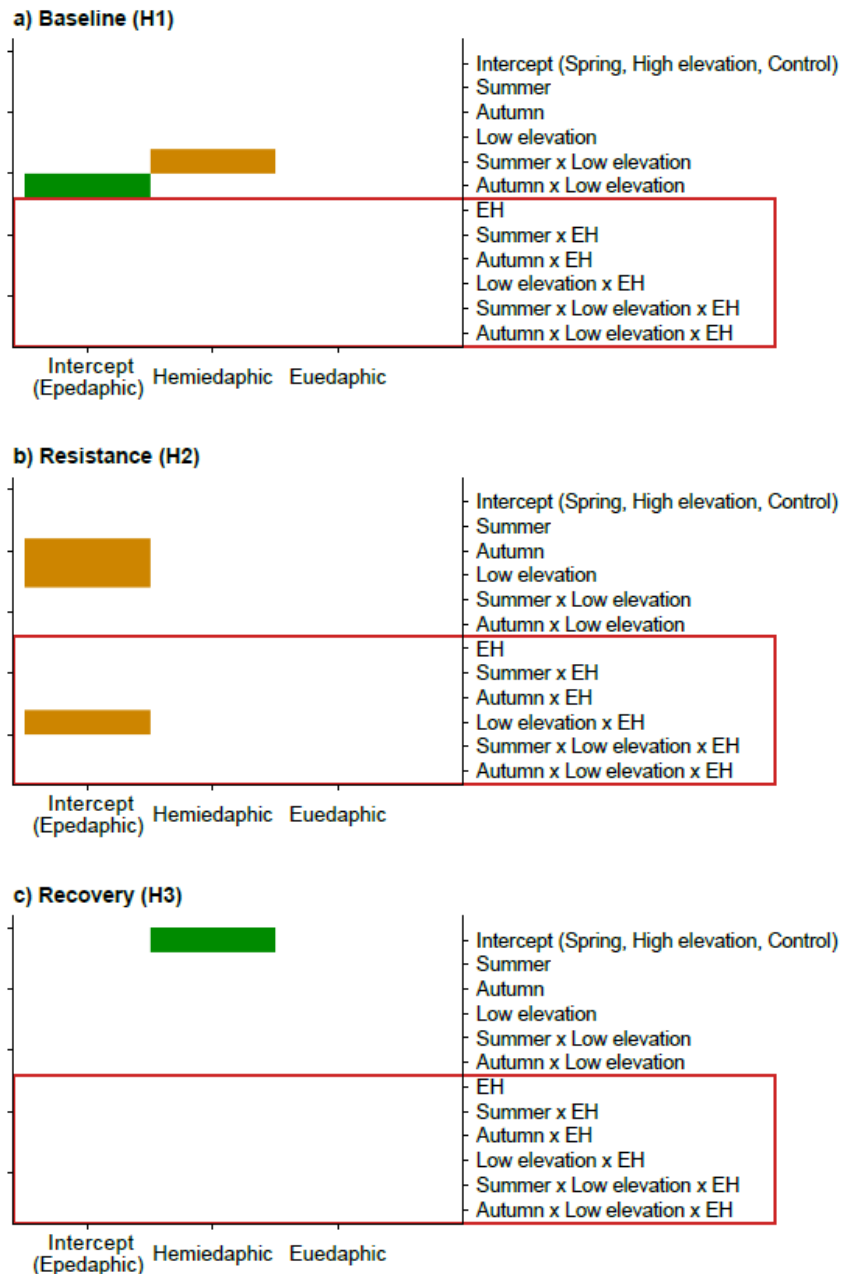 a) Baseline (H1)
Intercept (Spring, High elevation, Control)
Summer
Autumn
Low elevation
Summer x Low elevation
Autumn x Low elevation
EH
Summer x EH
Autumn x EH
Low elevation x EH
Summer x Low elevation x EH
Autumn x Low elevation x EH
Intercept
(Epedaphic)
Hemiedaphic
Euedaphic
b) Resistance (H2)
Intercept (Spring, High elevation, Control)
Summer
Autumn
Low elevation
Summer x Low elevation
Autumn x Low elevation
EH
Summer x EH
Autumn x EH
Low elevation x EH
Summer x Low elevation x EH
Autumn x Low elevation x EH
Intercept
(Epedaphic)
Hemiedaphic
Euedaphic
c) Recovery (H3)
Intercept (Spring, High elevation, Control)
Summer
Autumn
Low elevation
Summer x Low elevation
Autumn x Low elevation
EH
Summer x EH
Autumn x EH
Low elevation x EH
Summer x Low elevation x EH
Autumn x Low elevation x EH
Intercept
(Epedaphic)
Hemiedaphic
Euedaphic